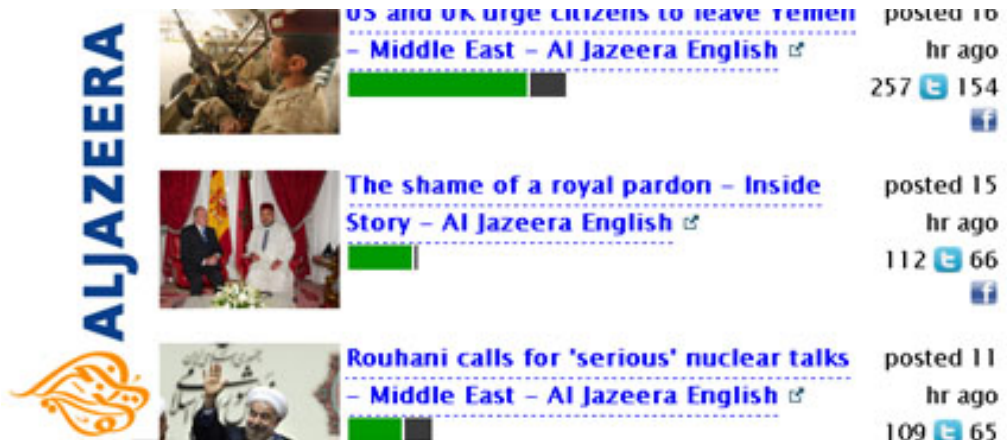 ALJAZEERA
US and UK urge citizens to leave Yemen
– Middle East – Al Jazeera English
posted 16
hr ago
257 154
The shame of a royal pardon – Inside
Story – Al Jazeera English
posted 15
hr ago
112 66
Rouhani calls for 'serious' nuclear talks
– Middle East – Al Jazeera English
posted 11
hr ago
109 65